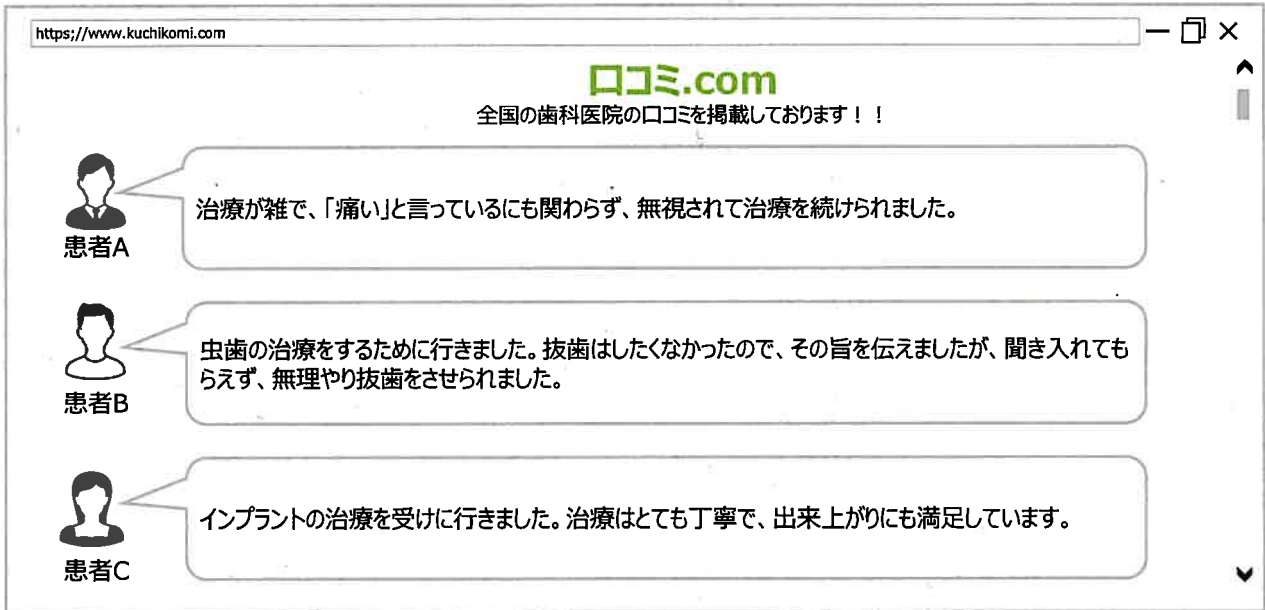 https://www.kuchikomi.com
口コミ.com
全国の歯科医院の口コミを掲載しております！！
治療が雑で、「痛い」と言っているにも関わらず、無視されて治療を続けられました。
患者A
虫歯の治療をするために行きました。抜歯はしたくなかったので、その旨を伝えましたが、聞き入れても
らえず、無理やり抜歯をさせられました。
患者B
インプラントの治療を受けに行きました。治療はとても丁寧で、出来上がりにも満足しています。
患者C